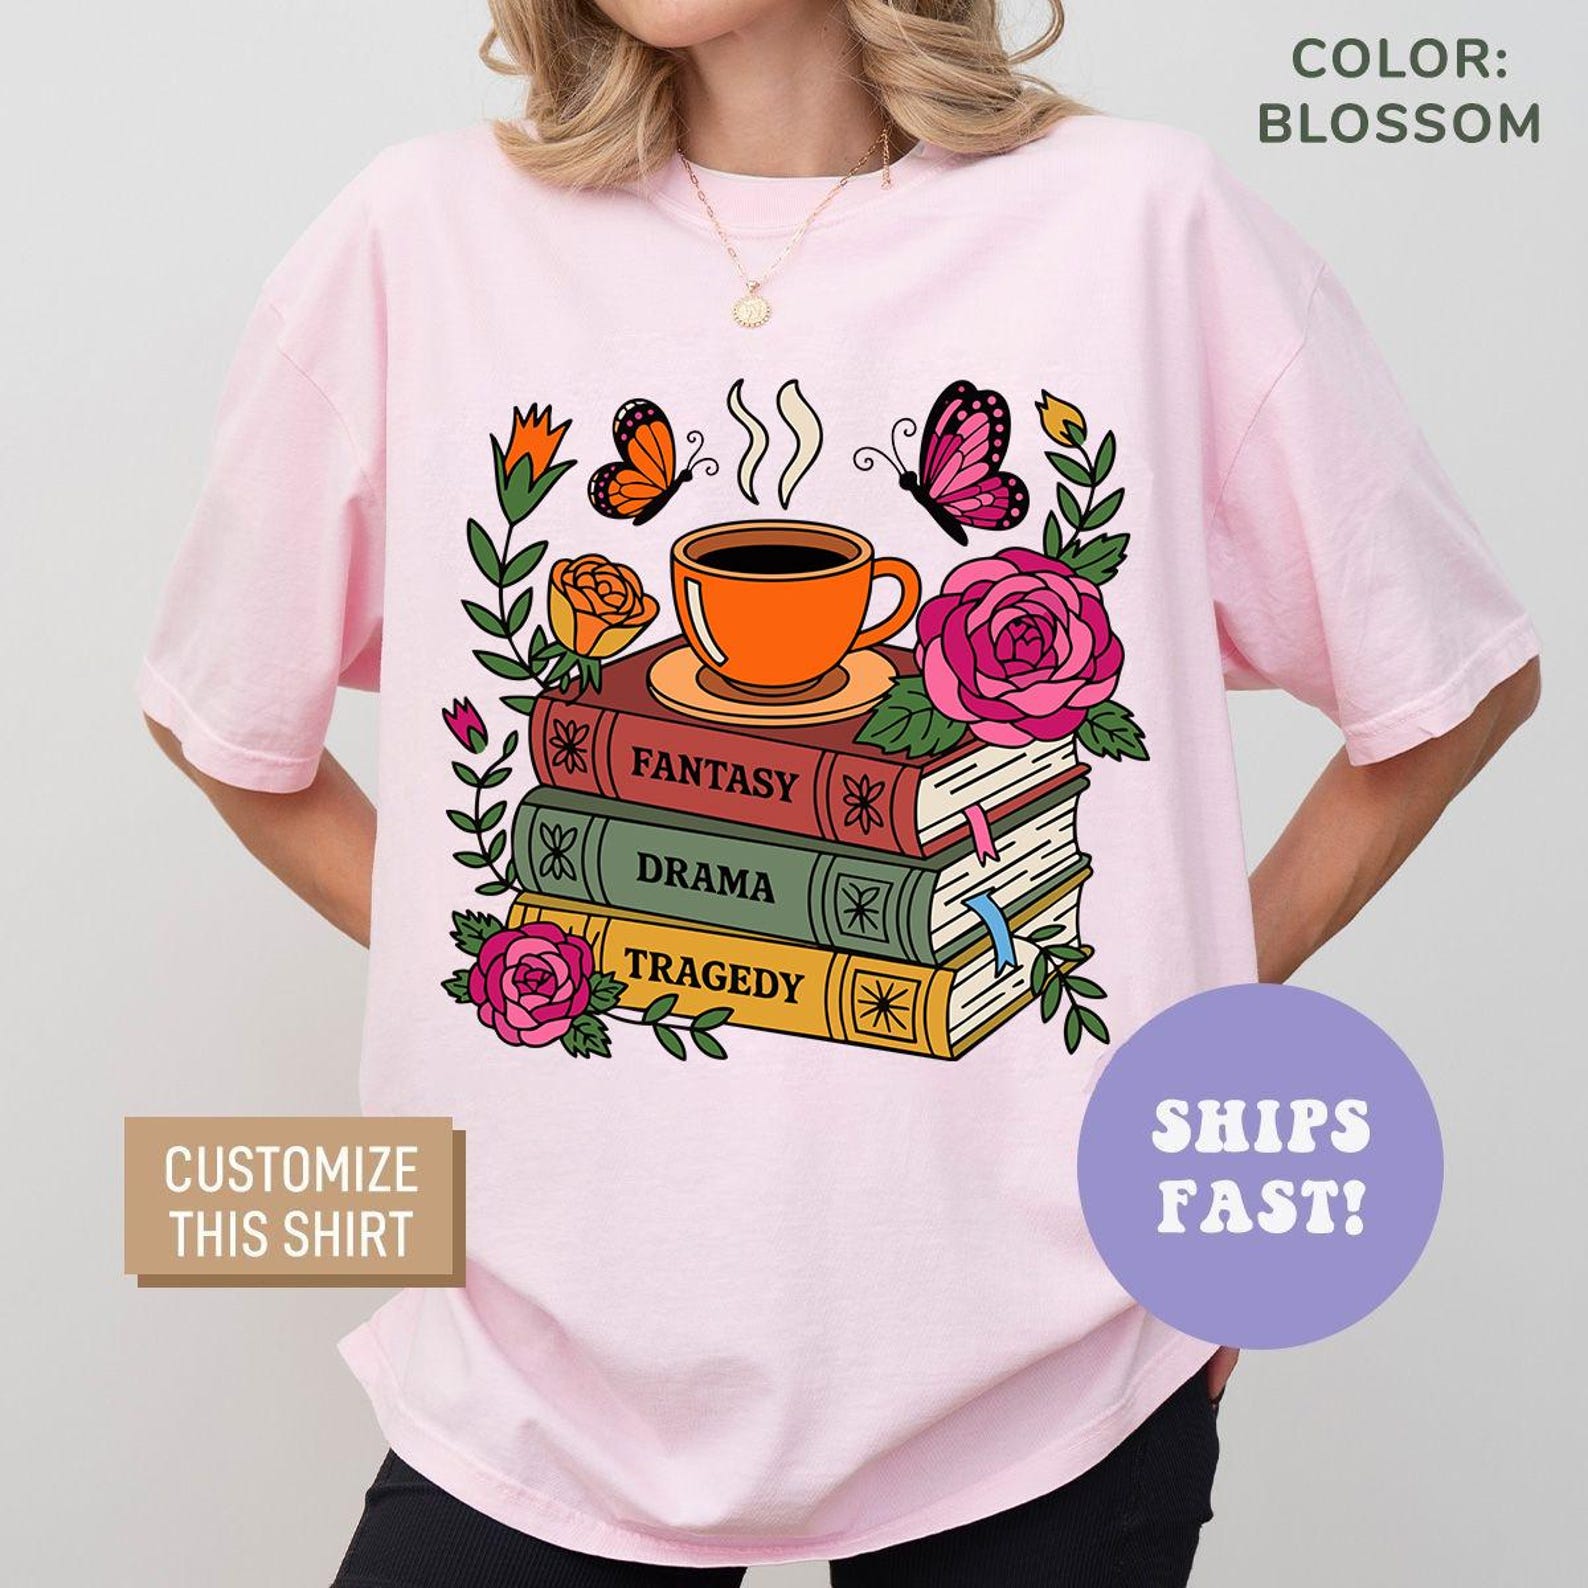 COLOR:
BLOSSOM
FANTASY
DRAMA
TRAGEDY
CUSTOMIZE
THIS SHIRT
SHIPS
FAST!